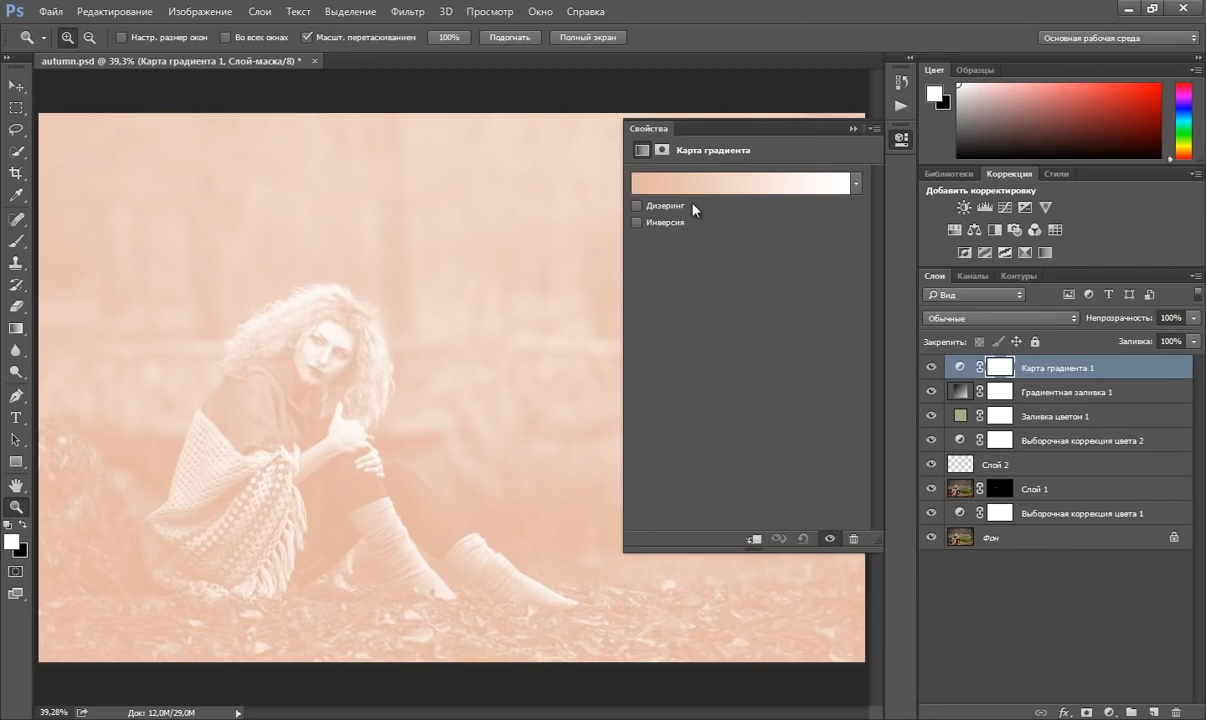 Ps Файл Редактирование Изображение Слои Текст Выделение Фильтр 3D Просмотр Окно Справка
Настр. размер окон Во всех окнах Масшт. перетаскиванием 100% Подогнать Полный экран Основная рабочая среда
autumn.psd @ 39,3% (Карта градиента 1, Слой-маска/8) * ×
Цвет Образцы
Свойства
Карта градиента
Дизеринг
Инверсия
Библиотеки Коррекция Стили
Добавить корректировку
Слои Каналы Контуры
Вид
Обычные Непрозрачность: 100%
Закрепить: Заливка: 100%
Карта градиента 1
Градиентная заливка 1
Заливка цветом 1
Выборочная коррекция цвета 2
Слой 2
Слой 1
Выборочная коррекция цвета 1
Фон
fx
39,28% Док: 12,0M/29,0M